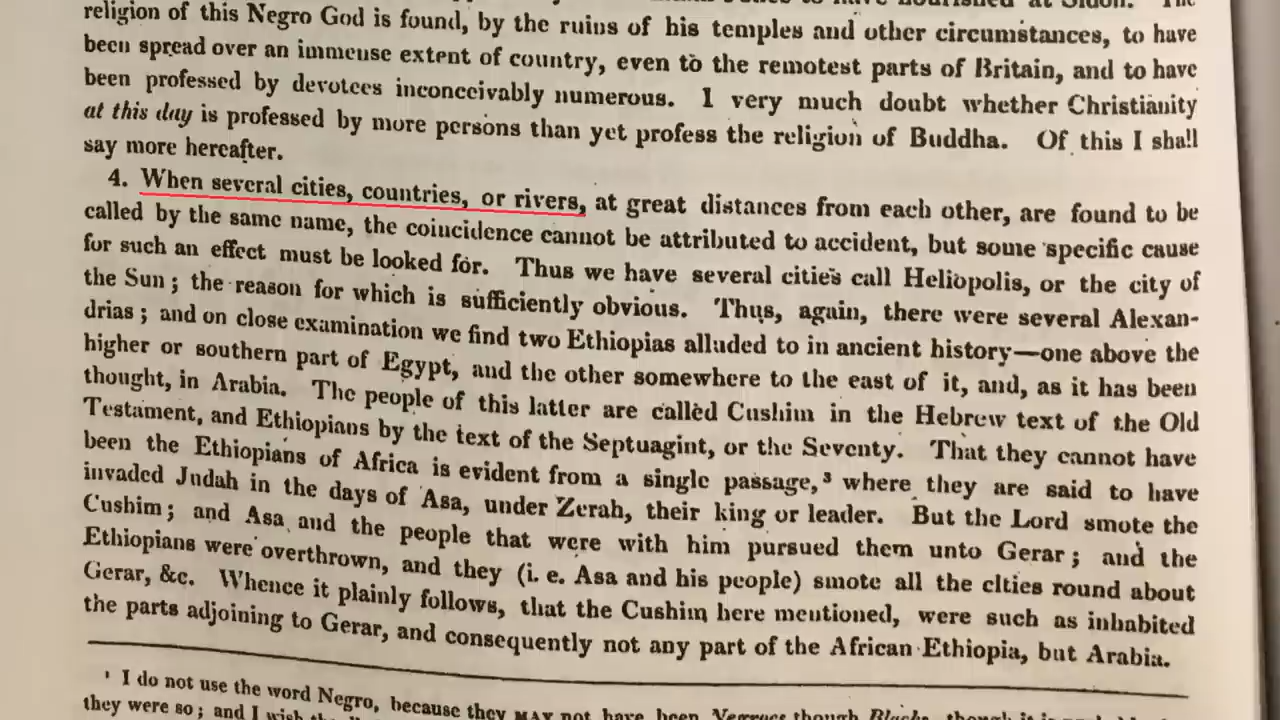 religion of this Negro God is found, by the ruins of his temples and other circumstances, to have
been spread over an immense extent of country, even to the remotest parts of Britain, and to have
been professed by devotees inconceivably numerous. I very much doubt whether Christianity
at this day is professed by more persons than yet profess the religion of Buddha. Of this I shall
say more hereafter.
4. When several cities, countries, or rivers, at great distances from each other, are found to be
called by the same name, the coincidence cannot be attributed to accident, but some specific cause
for such an effect must be looked for. Thus we have several cities call Heliopolis, or the city of
the Sun; the reason for which is sufficiently obvious. Thus, again, there were several Alexan-
drias; and on close examination we find two Ethiopias alluded to in ancient history—one above the
higher or southern part of Egypt, and the other somewhere to the east of it, and, as it has been
thought, in Arabia. The people of this latter are called Cushim in the Hebrew text of the Old
Testament, and Ethiopians by the text of the Septuagint, or the Seventy. That they cannot have
been the Ethiopians of Africa is evident from a single passage,³ where they are said to have
invaded Judah in the days of Asa, under Zerah, their king or leader. But the Lord smote the
Cushim; and Asa and the people that were with him pursued them unto Gerar; and the
Ethiopians were overthrown, and they (i. e. Asa and his people) smote all the cities round about
Gerar, &c. Whence it plainly follows, that the Cushim here mentioned, were such as inhabited
the parts adjoining to Gerar, and consequently not any part of the African Ethiopia, but Arabia.
¹ I do not use the word Negro, because they MAY not have been Negroes though Blacks, though it is
they were so; and I wish the